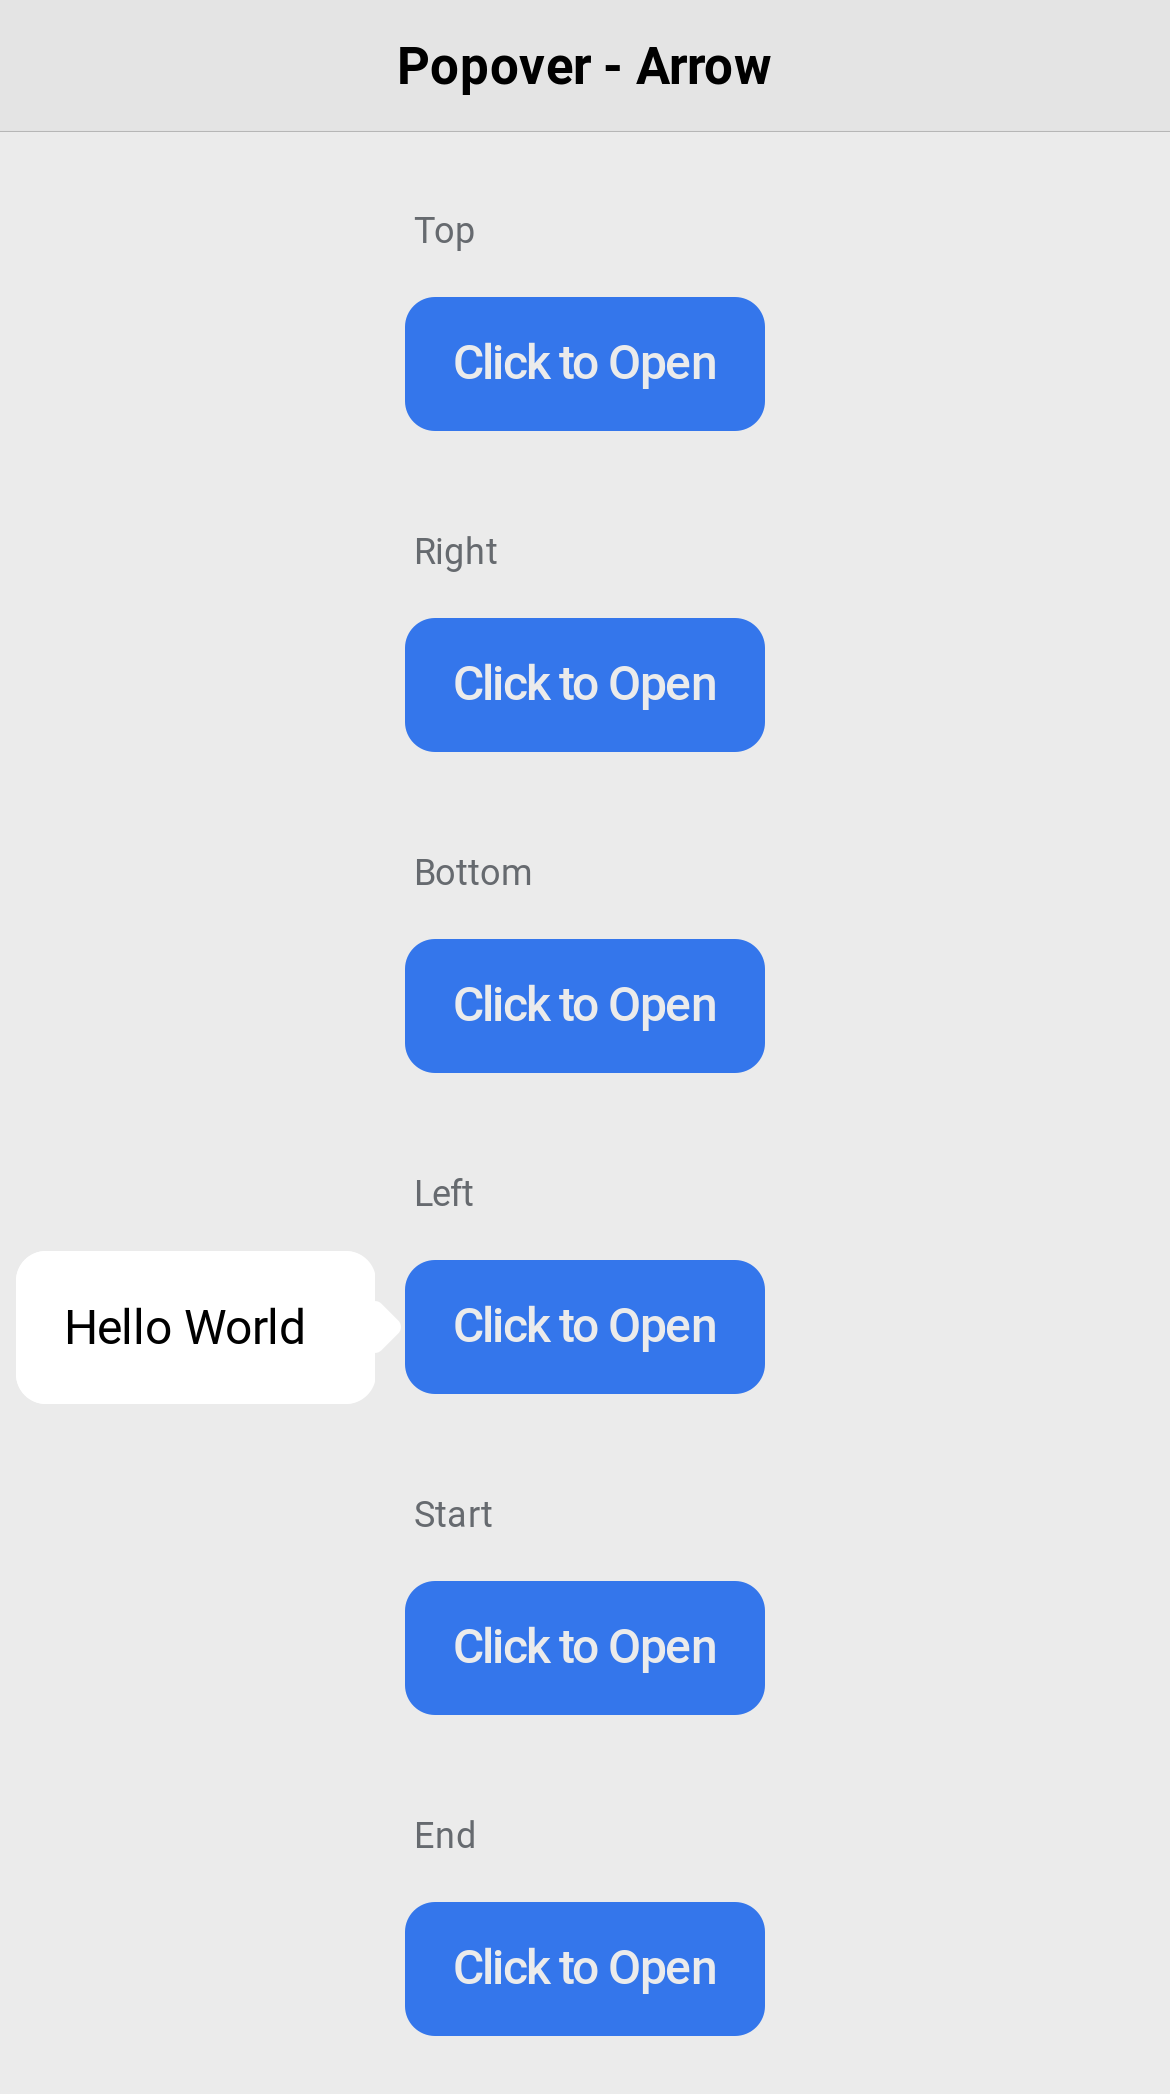 Popover - Arrow
Top
Click to Open
Right
Click to Open
Bottom
Click to Open
Left
Hello World
Click to Open
Start
Click to Open
End
Click to Open